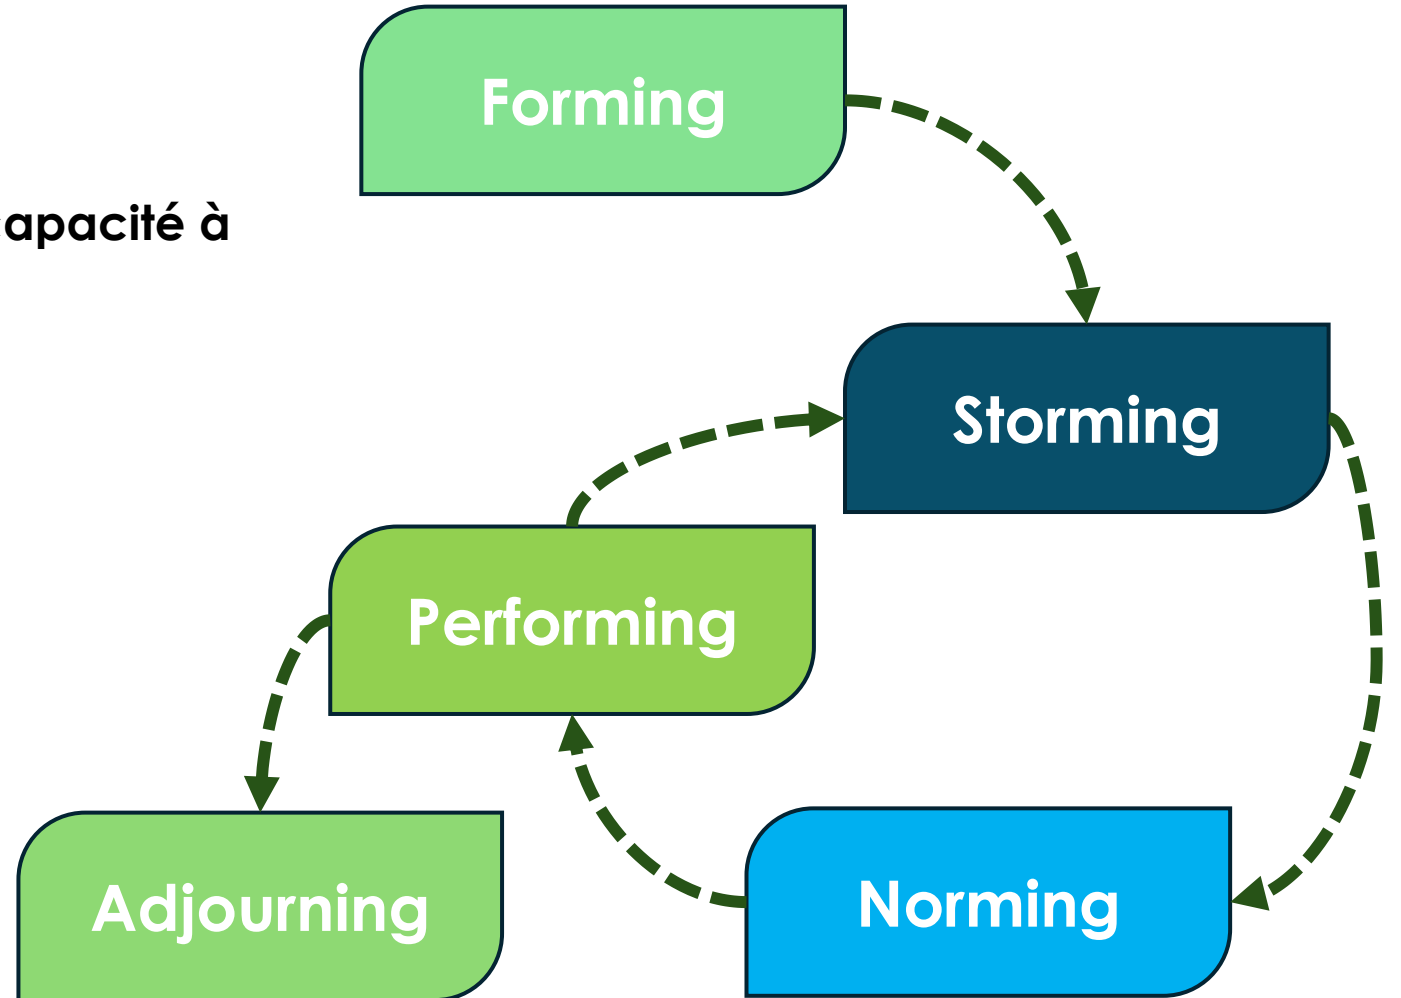 Forming
apacité à
Storming
Performing
Adjourning
Norming